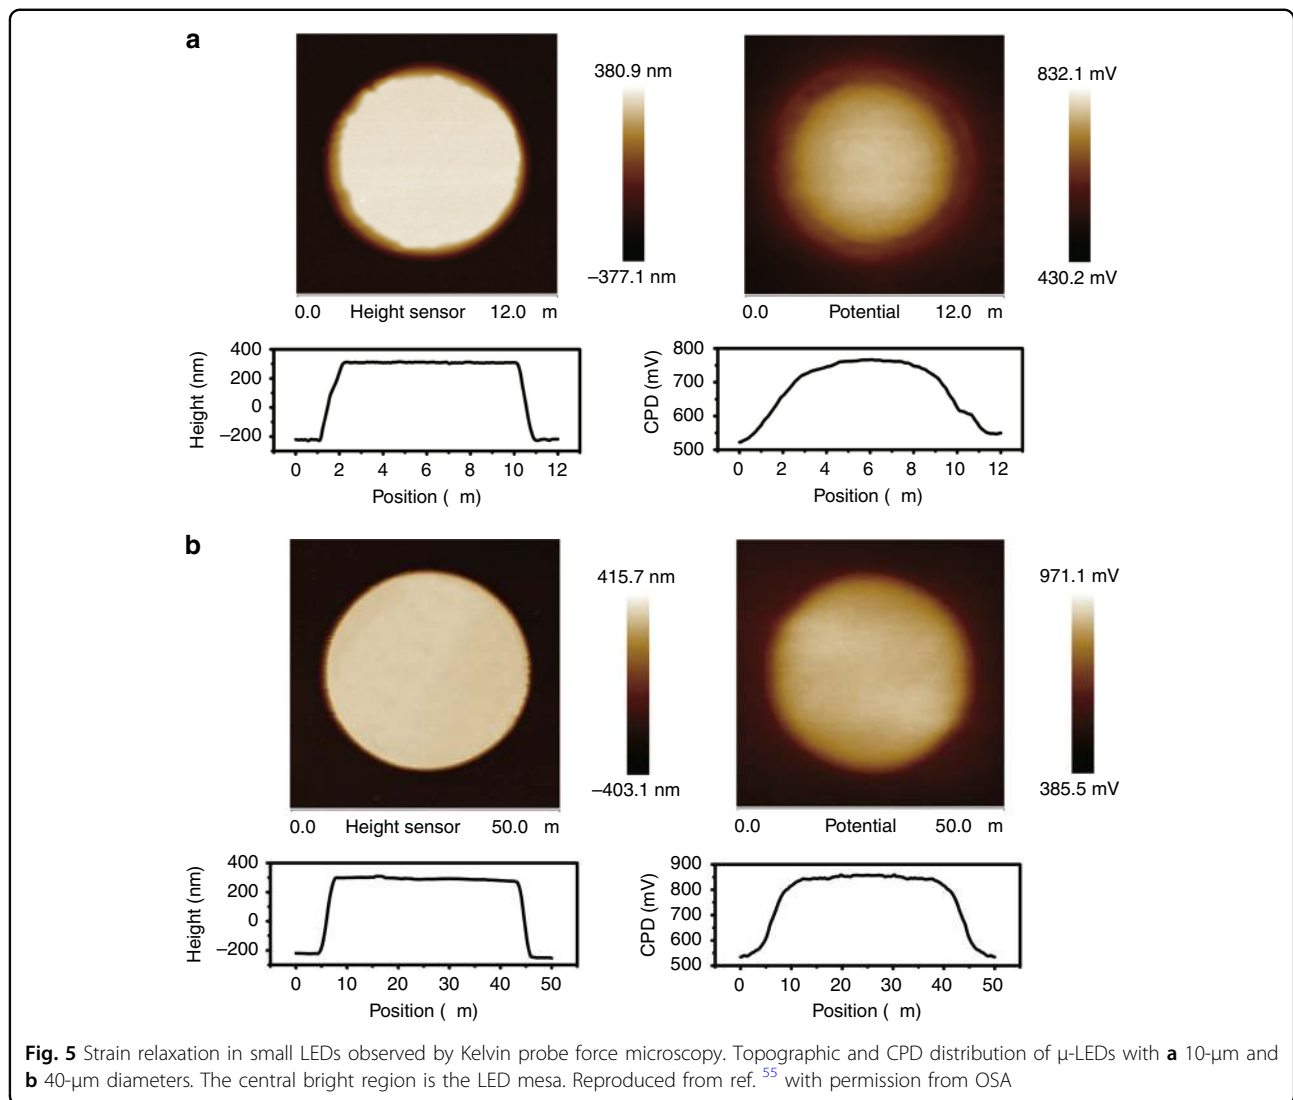 a
380.9 nm
−377.1 nm
0.0 Height sensor 12.0 m
832.1 mV
430.2 mV
0.0 Potential 12.0 m
Height (nm)
400
200
0
−200
0 2 4 6 8 10 12
Position ( m)
CPD (mV)
800
700
600
500
0 2 4 6 8 10 12
Position ( m)
b
415.7 nm
−403.1 nm
0.0 Height sensor 50.0 m
971.1 mV
385.5 mV
0.0 Potential 50.0 m
Height (nm)
400
200
0
−200
0 10 20 30 40 50
Position ( m)
CPD (mV)
900
800
700
600
500
0 10 20 30 40 50
Position ( m)
Fig. 5 Strain relaxation in small LEDs observed by Kelvin probe force microscopy. Topographic and CPD distribution of μ-LEDs with a 10-μm and
b 40-μm diameters. The central bright region is the LED mesa. Reproduced from ref. 55 with permission from OSA